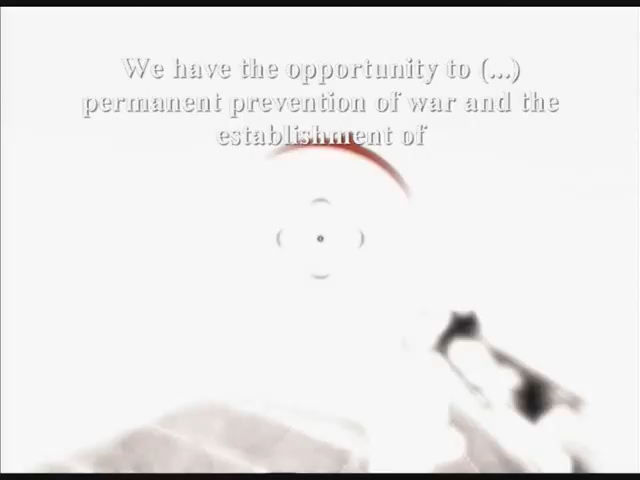 We have the opportunity to (...)
permanent prevention of war and the
establishment of